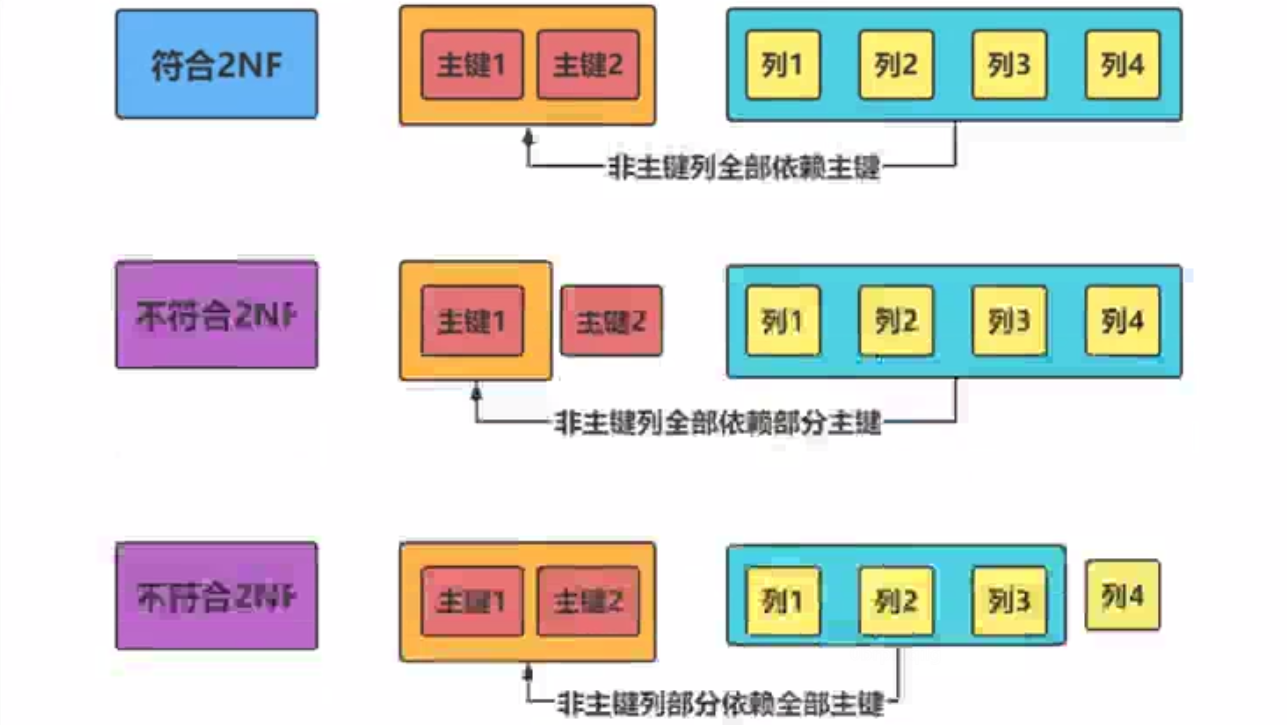 符合2NF
主键1
主键2
列1
列2
列3
列4
非主键列全部依赖主键
不符合2NF
主键1
主键2
列1
列2
列3
列4
非主键列全部依赖部分主键
不符合2NF
主键1
主键2
列1
列2
列3
列4
非主键列部分依赖全部主键